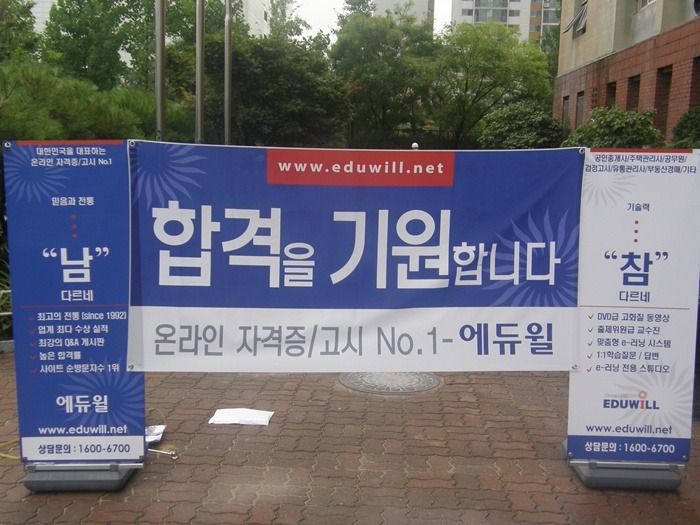 대한민국을 대표하는
온라인 자격증/고시 No.1
믿음과 전통
“남”
다르네
최고의 전통 (since 1992)
업계 최다 수상 실적
최강의 Q&A 게시판
높은 합격률
사이트 순방문자수 1위
에듀윌
www.eduwill.net
상담문의 : 1600-6700
www.eduwill.net
합격을 기원합니다
온라인 자격증/고시 No.1- 에듀윌
공인중개사/주택관리사/공무원/
검정고시/유통관리사/부동산경매/기타
기술력
“참”
다르네
DVD급 고화질 동영상
출제위원급 교수진
맞춤형 e-러닝 시스템
1:1학습질문 / 답변
e-러닝 전용 스튜디오
EDUWILL
www.eduwill.net
상담문의 : 1600-6700